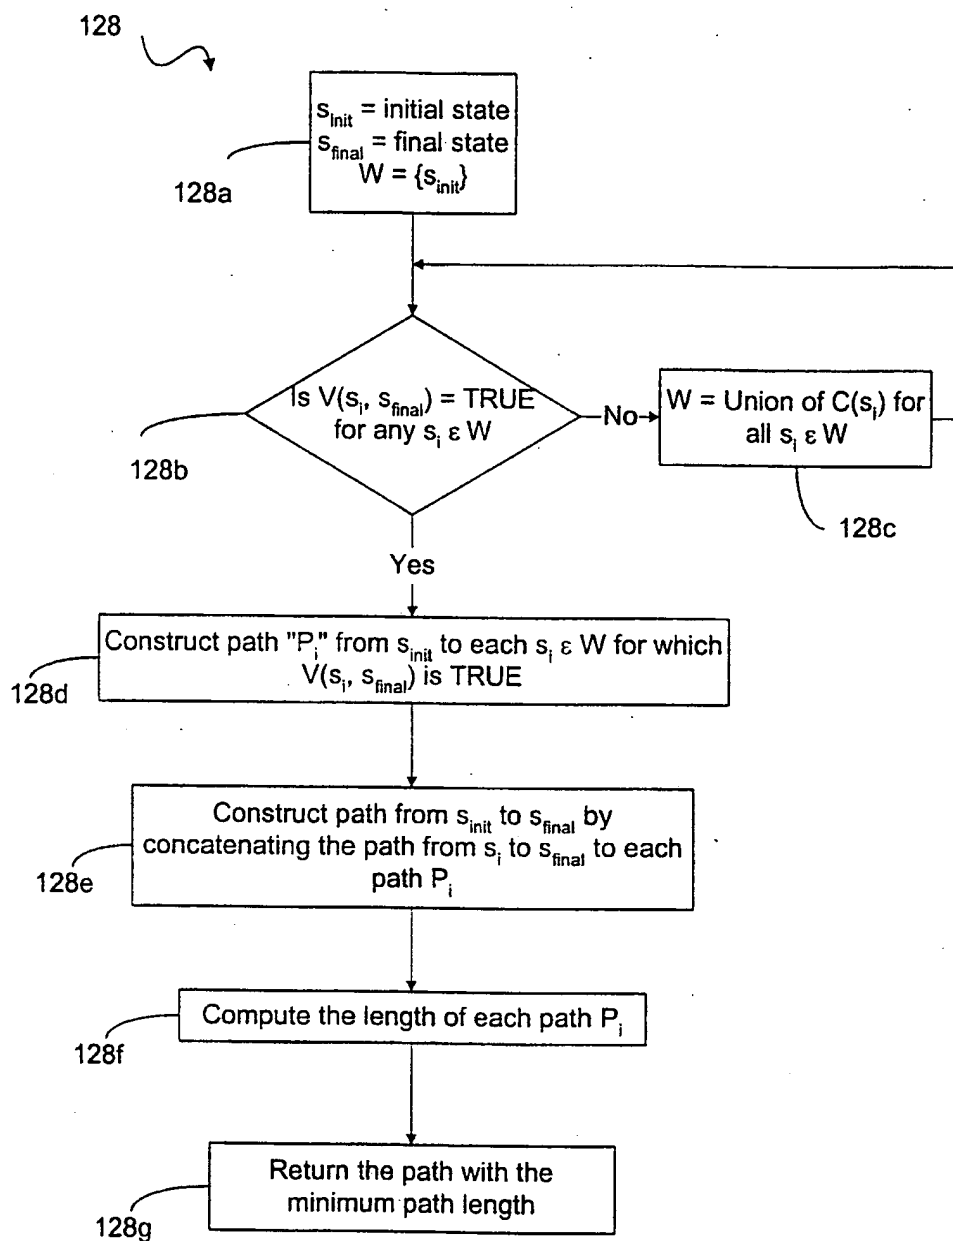 128
s_init = initial state
s_final = final state
W = {s_init}
128a
Is V(s_i, s_final) = TRUE
for any s_i ε W
128b
No
W = Union of C(s_i) for
all s_i ε W
128c
Yes
Construct path "P_i" from s_init to each s_i ε W for which
V(s_i, s_final) is TRUE
128d
Construct path from s_init to s_final by
concatenating the path from s_i to s_final to each
path P_i
128e
Compute the length of each path P_i
128f
Return the path with the
minimum path length
128g